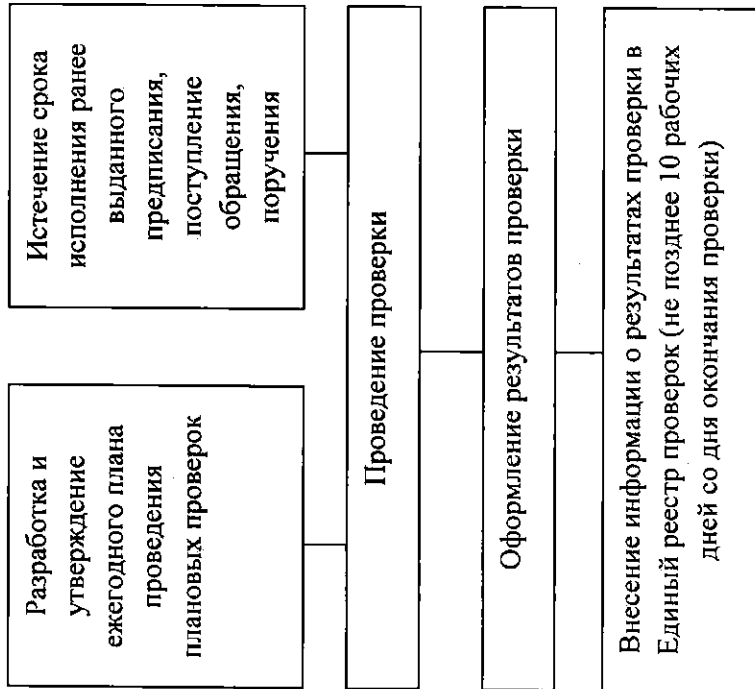 Разработка и
утверждение
ежегодного плана
проведения
плановых проверок
Истечение срока
исполнения ранее
выданного
предписания,
поступление
обращения,
поручения
Проведение проверки
Оформление результатов проверки
Внесение информации о результатах проверки в
Единый реестр проверок (не позднее 10 рабочих
дней со дня окончания проверки)